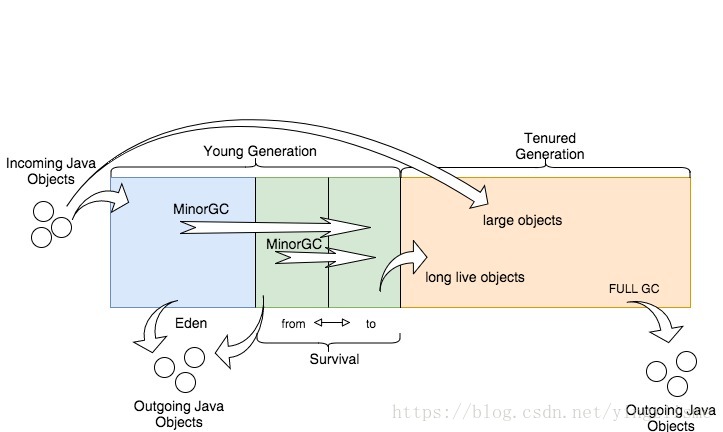 Tenured
Generation
Young Generation
Incoming Java
Objects
MinorGC
large objects
MinorGC
long live objects
FULL GC
Eden
from
to
Survival
Outgoing Java
Objects
https://blog.csdn.net/
Outgoing Java
Objects